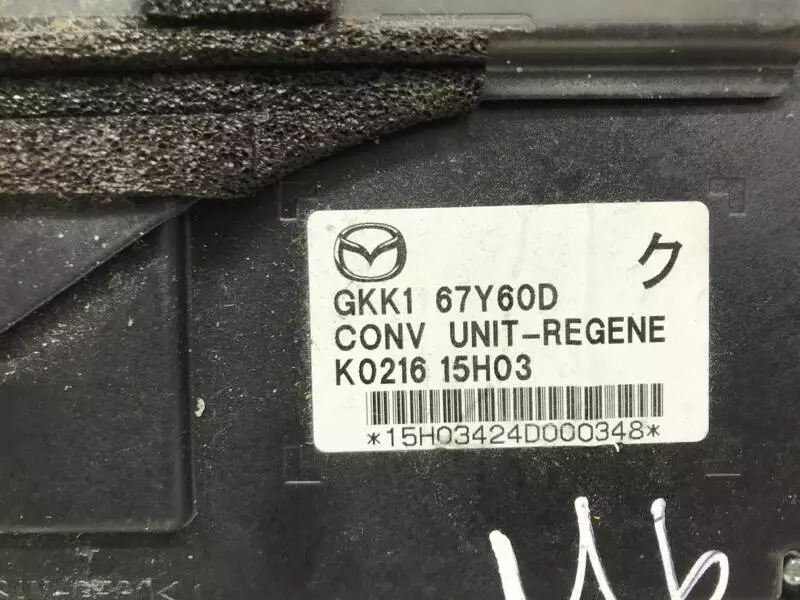 ク
GKK1 67Y60D
CONV UNIT-REGENE
K0216 15H03
*15H03424D000348*